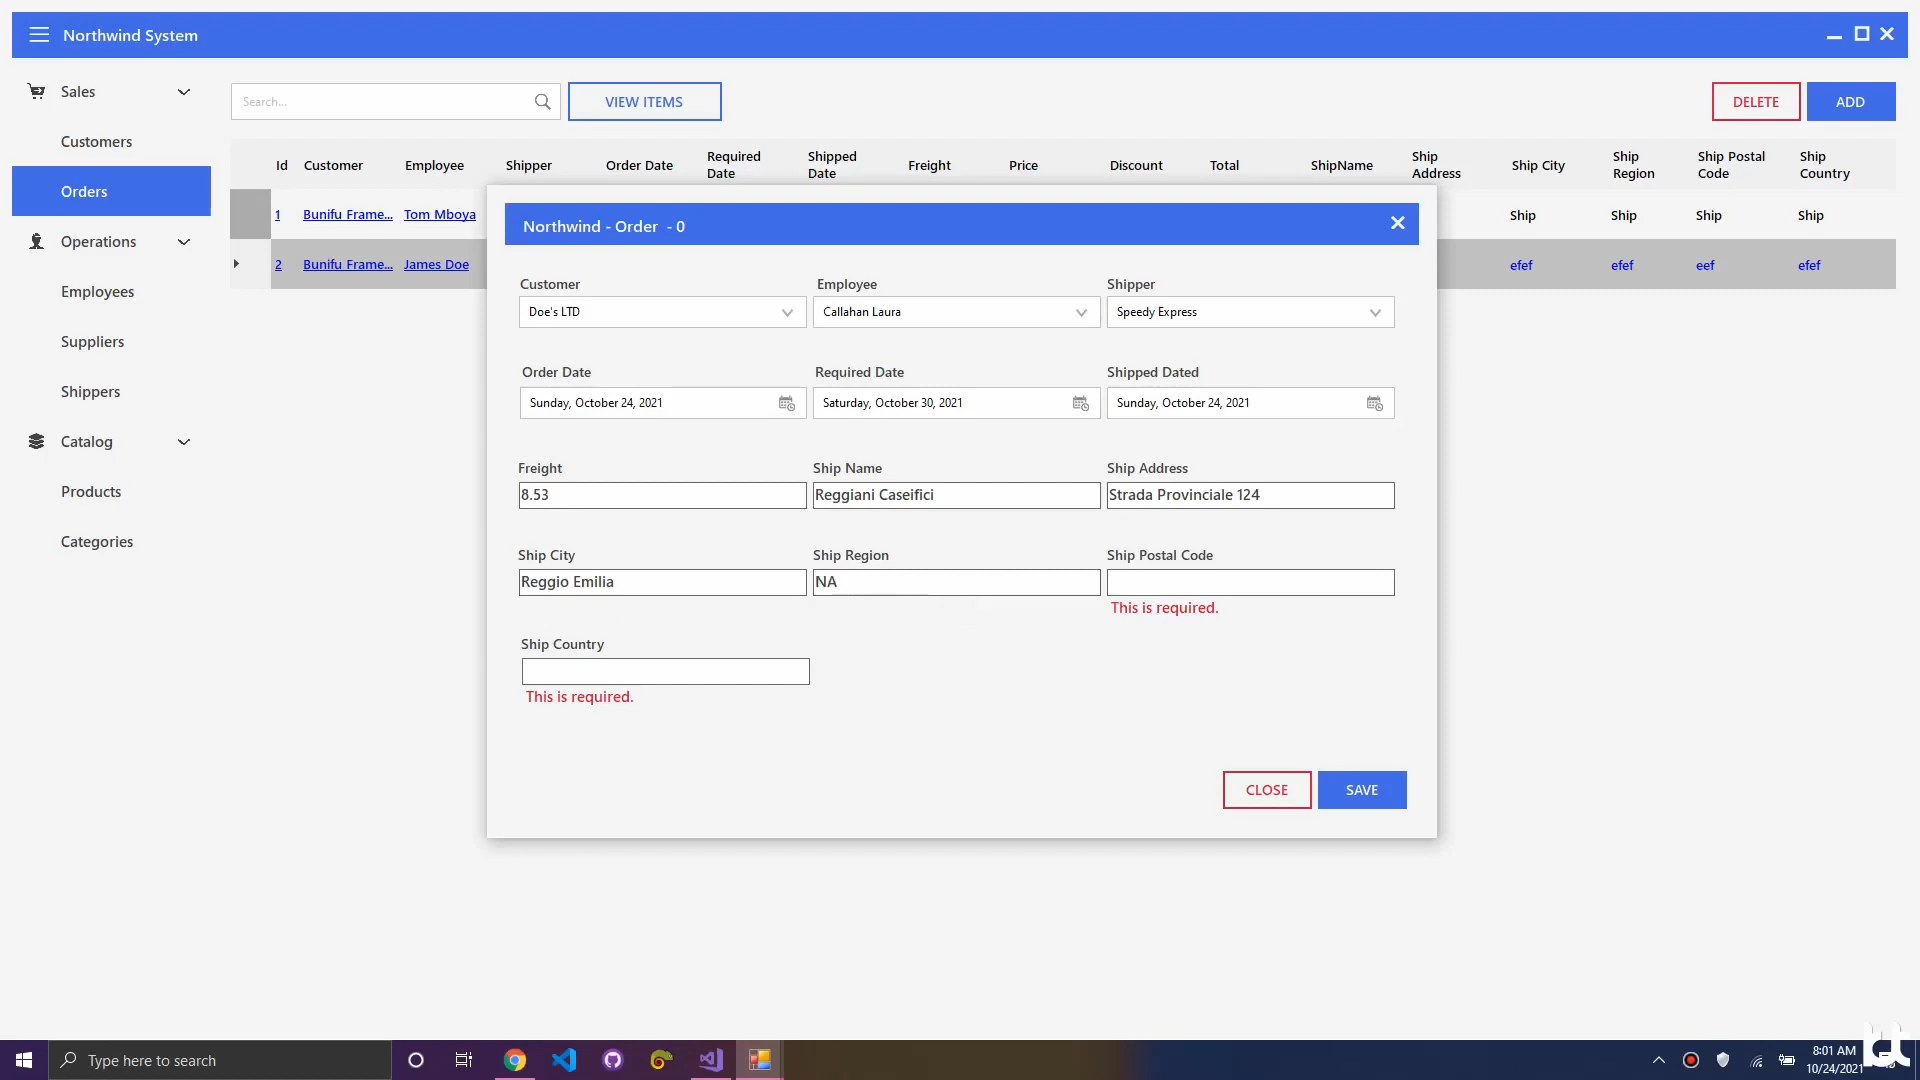 Northwind System
Sales
Customers
Orders
Operations
Employees
Suppliers
Shippers
Catalog
Products
Categories
Search...
VIEW ITEMS
DELETE
ADD
Id Customer Employee Shipper Order Date Required Date Shipped Date Freight Price Discount Total ShipName Ship Address Ship City Ship Region Ship Postal Code Ship Country
1 Bunifu Frame... Tom Mboya Ship Ship Ship Ship
2 Bunifu Frame... James Doe efef efef eef efef
Northwind - Order - 0
Customer Employee Shipper
Doe's LTD Callahan Laura Speedy Express
Order Date Required Date Shipped Dated
Sunday, October 24, 2021 Saturday, October 30, 2021 Sunday, October 24, 2021
Freight Ship Name Ship Address
8.53 Reggiani Caseifici Strada Provinciale 124
Ship City Ship Region Ship Postal Code
Reggio Emilia NA
This is required.
Ship Country
This is required.
CLOSE SAVE
Type here to search
8:01 AM
10/24/2021